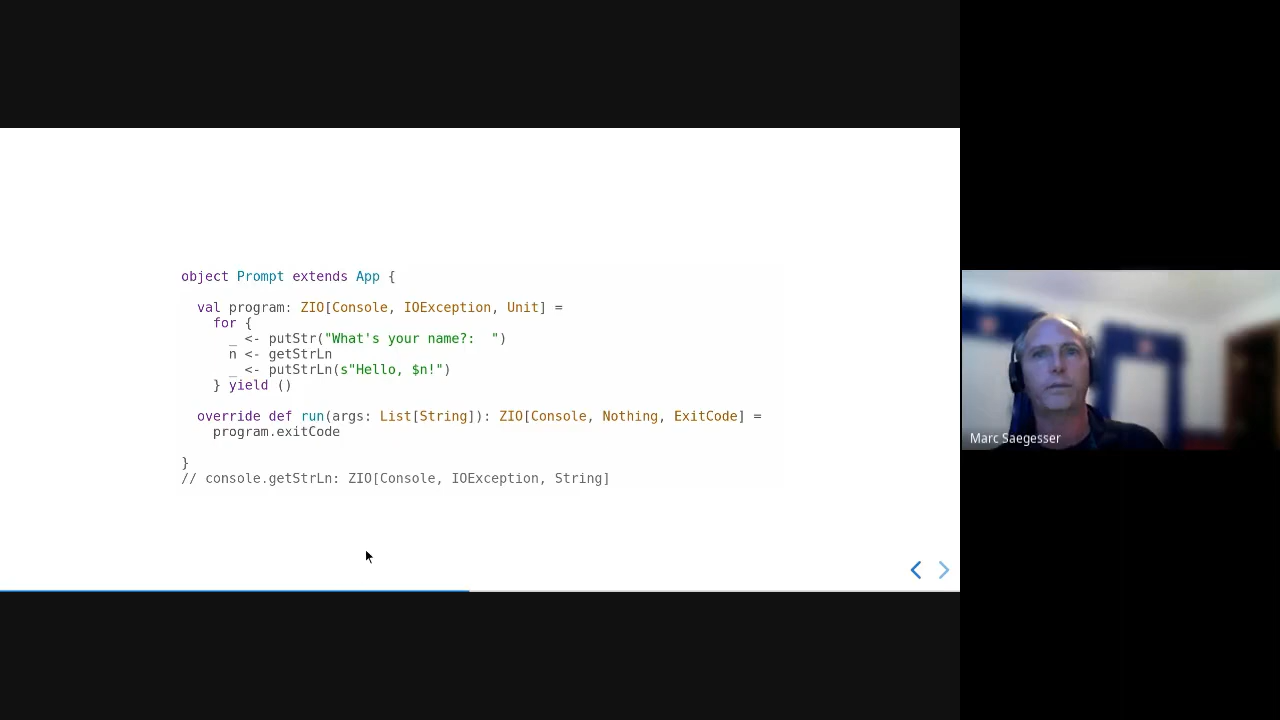 object Prompt extends App {
val program: ZIO[Console, IOException, Unit] =
for {
_ <- putStr("What's your name?:  ")
n <- getStrLn
_ <- putStrLn(s"Hello, $n!")
} yield ()
override def run(args: List[String]): ZIO[Console, Nothing, ExitCode] =
program.exitCode
}
// console.getStrLn: ZIO[Console, IOException, String]
Marc Saegesser